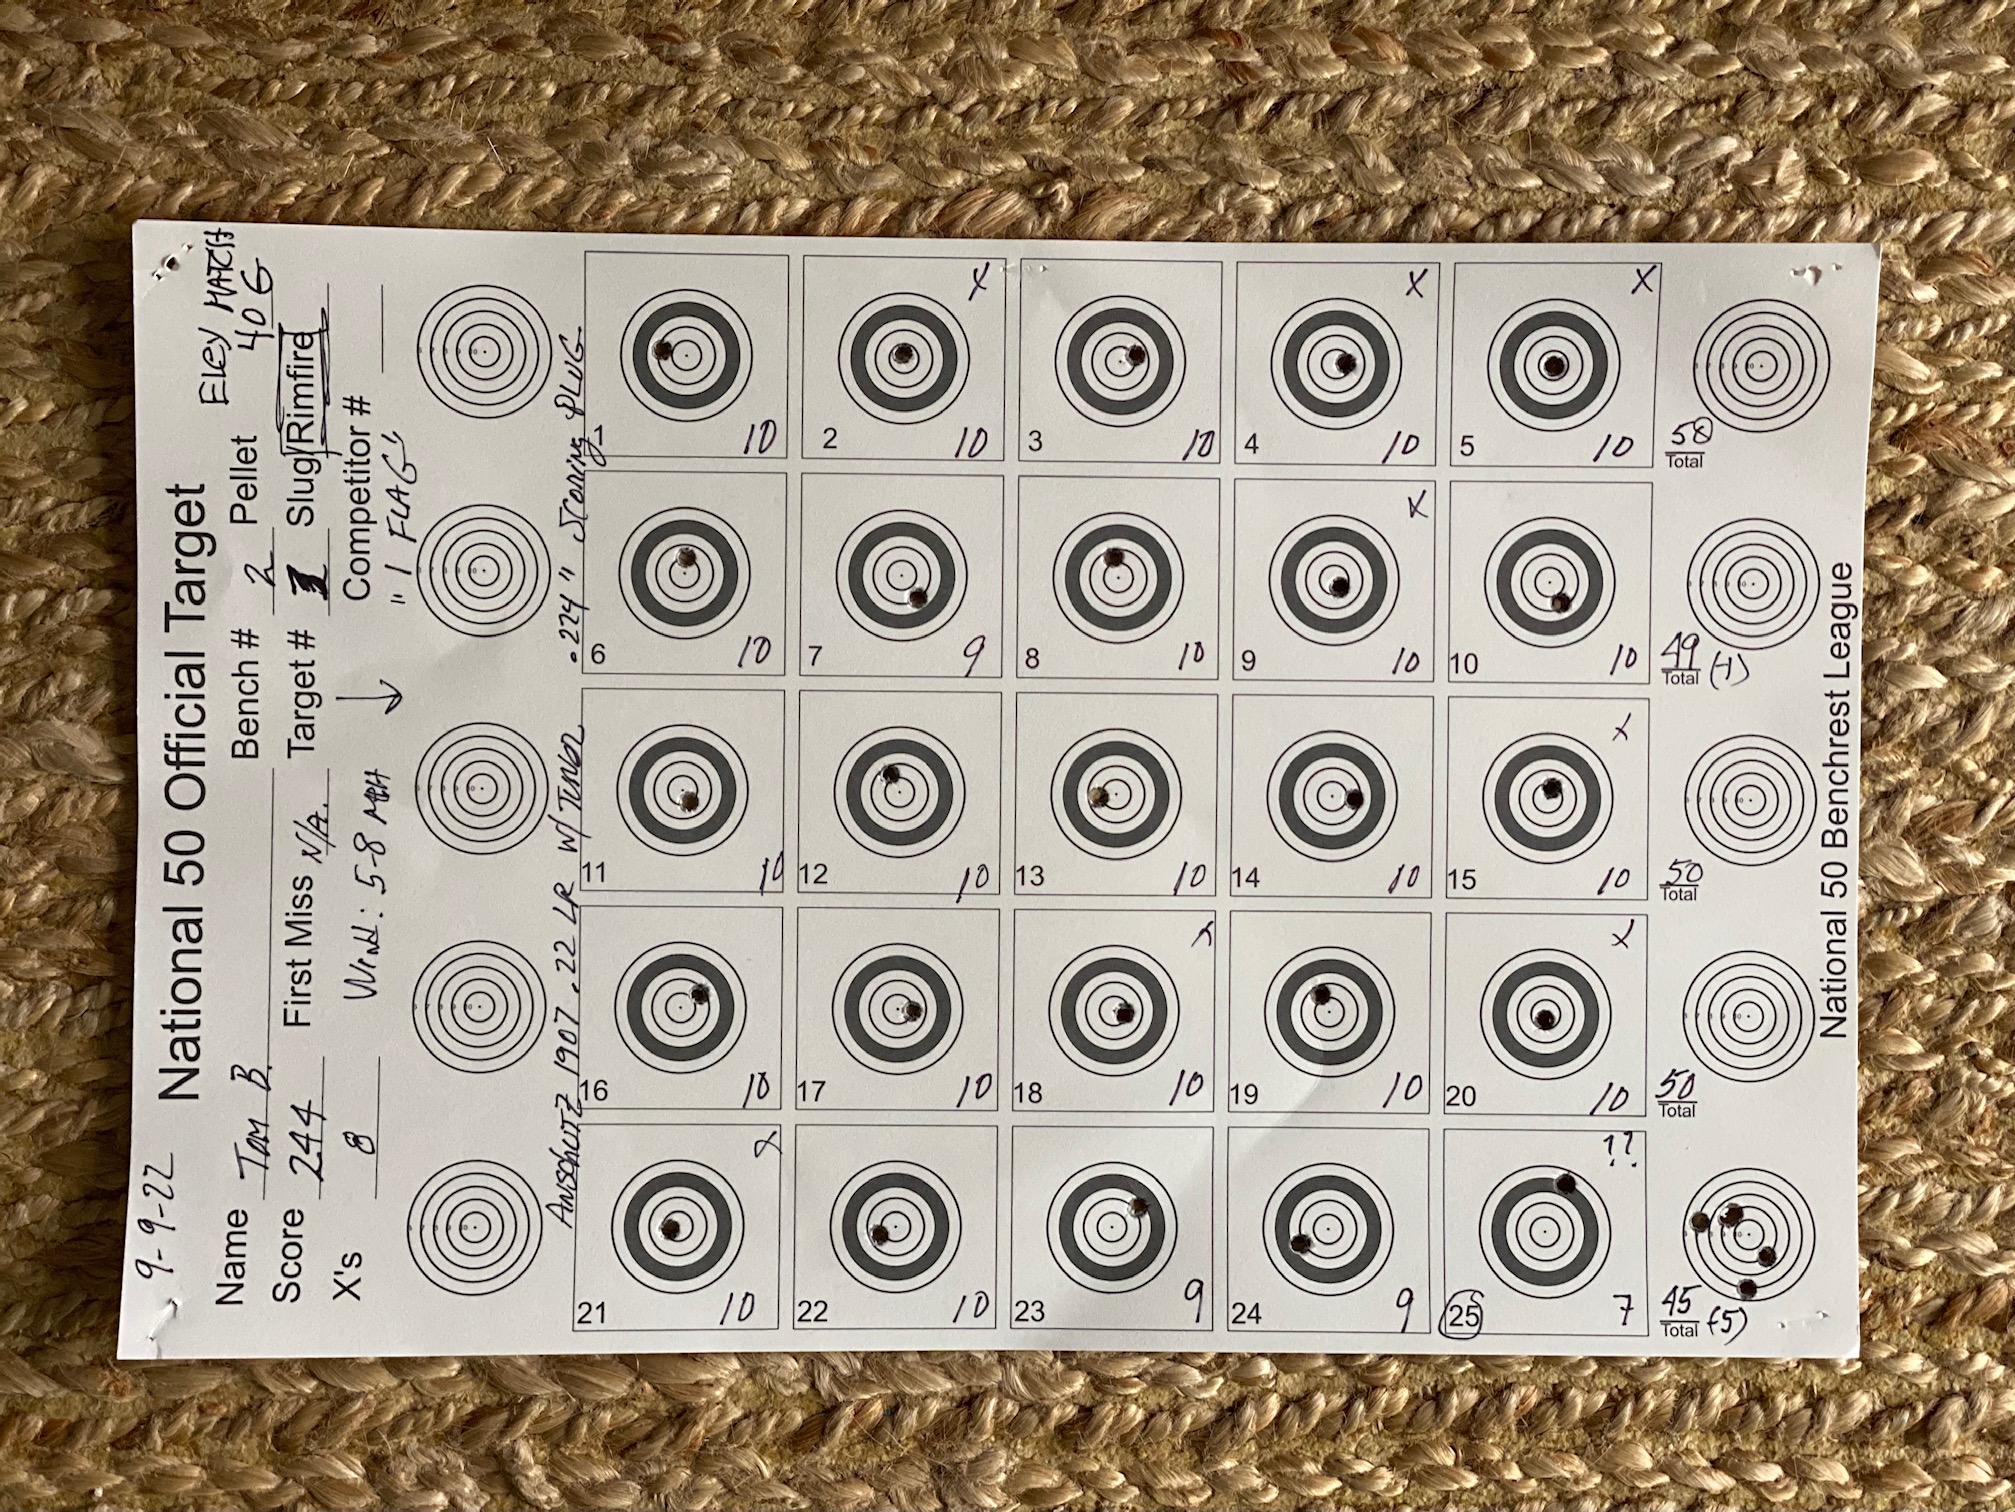 9-9-22
National 50 Official Target
Eley MATCH
40 G
Name Tom B. Bench # 2 Pellet
Score 244 First Miss N/A. Target # 1 Slug/Rimfire
X's 8 Competitor #
Wind: 5-8 MPH " 1 FLAG"
ANSCHUTZ 1907 .22 LR W/ TENEX .224" Scoring PLUG
1 10
2 X 10
3 10
4 X 10
5 X 10
50
Total
6 10
7 9
8 10
9 X 10
10 10
49
Total (-1)
11 10
12 10
13 10
14 10
15 X 10
50
Total
16 10
17 10
18 X 10
19 10
20 X 10
50
Total
21 X 10
22 10
23 9
24 9
25 ?? 7
45
Total (-5)
National 50 Benchrest League